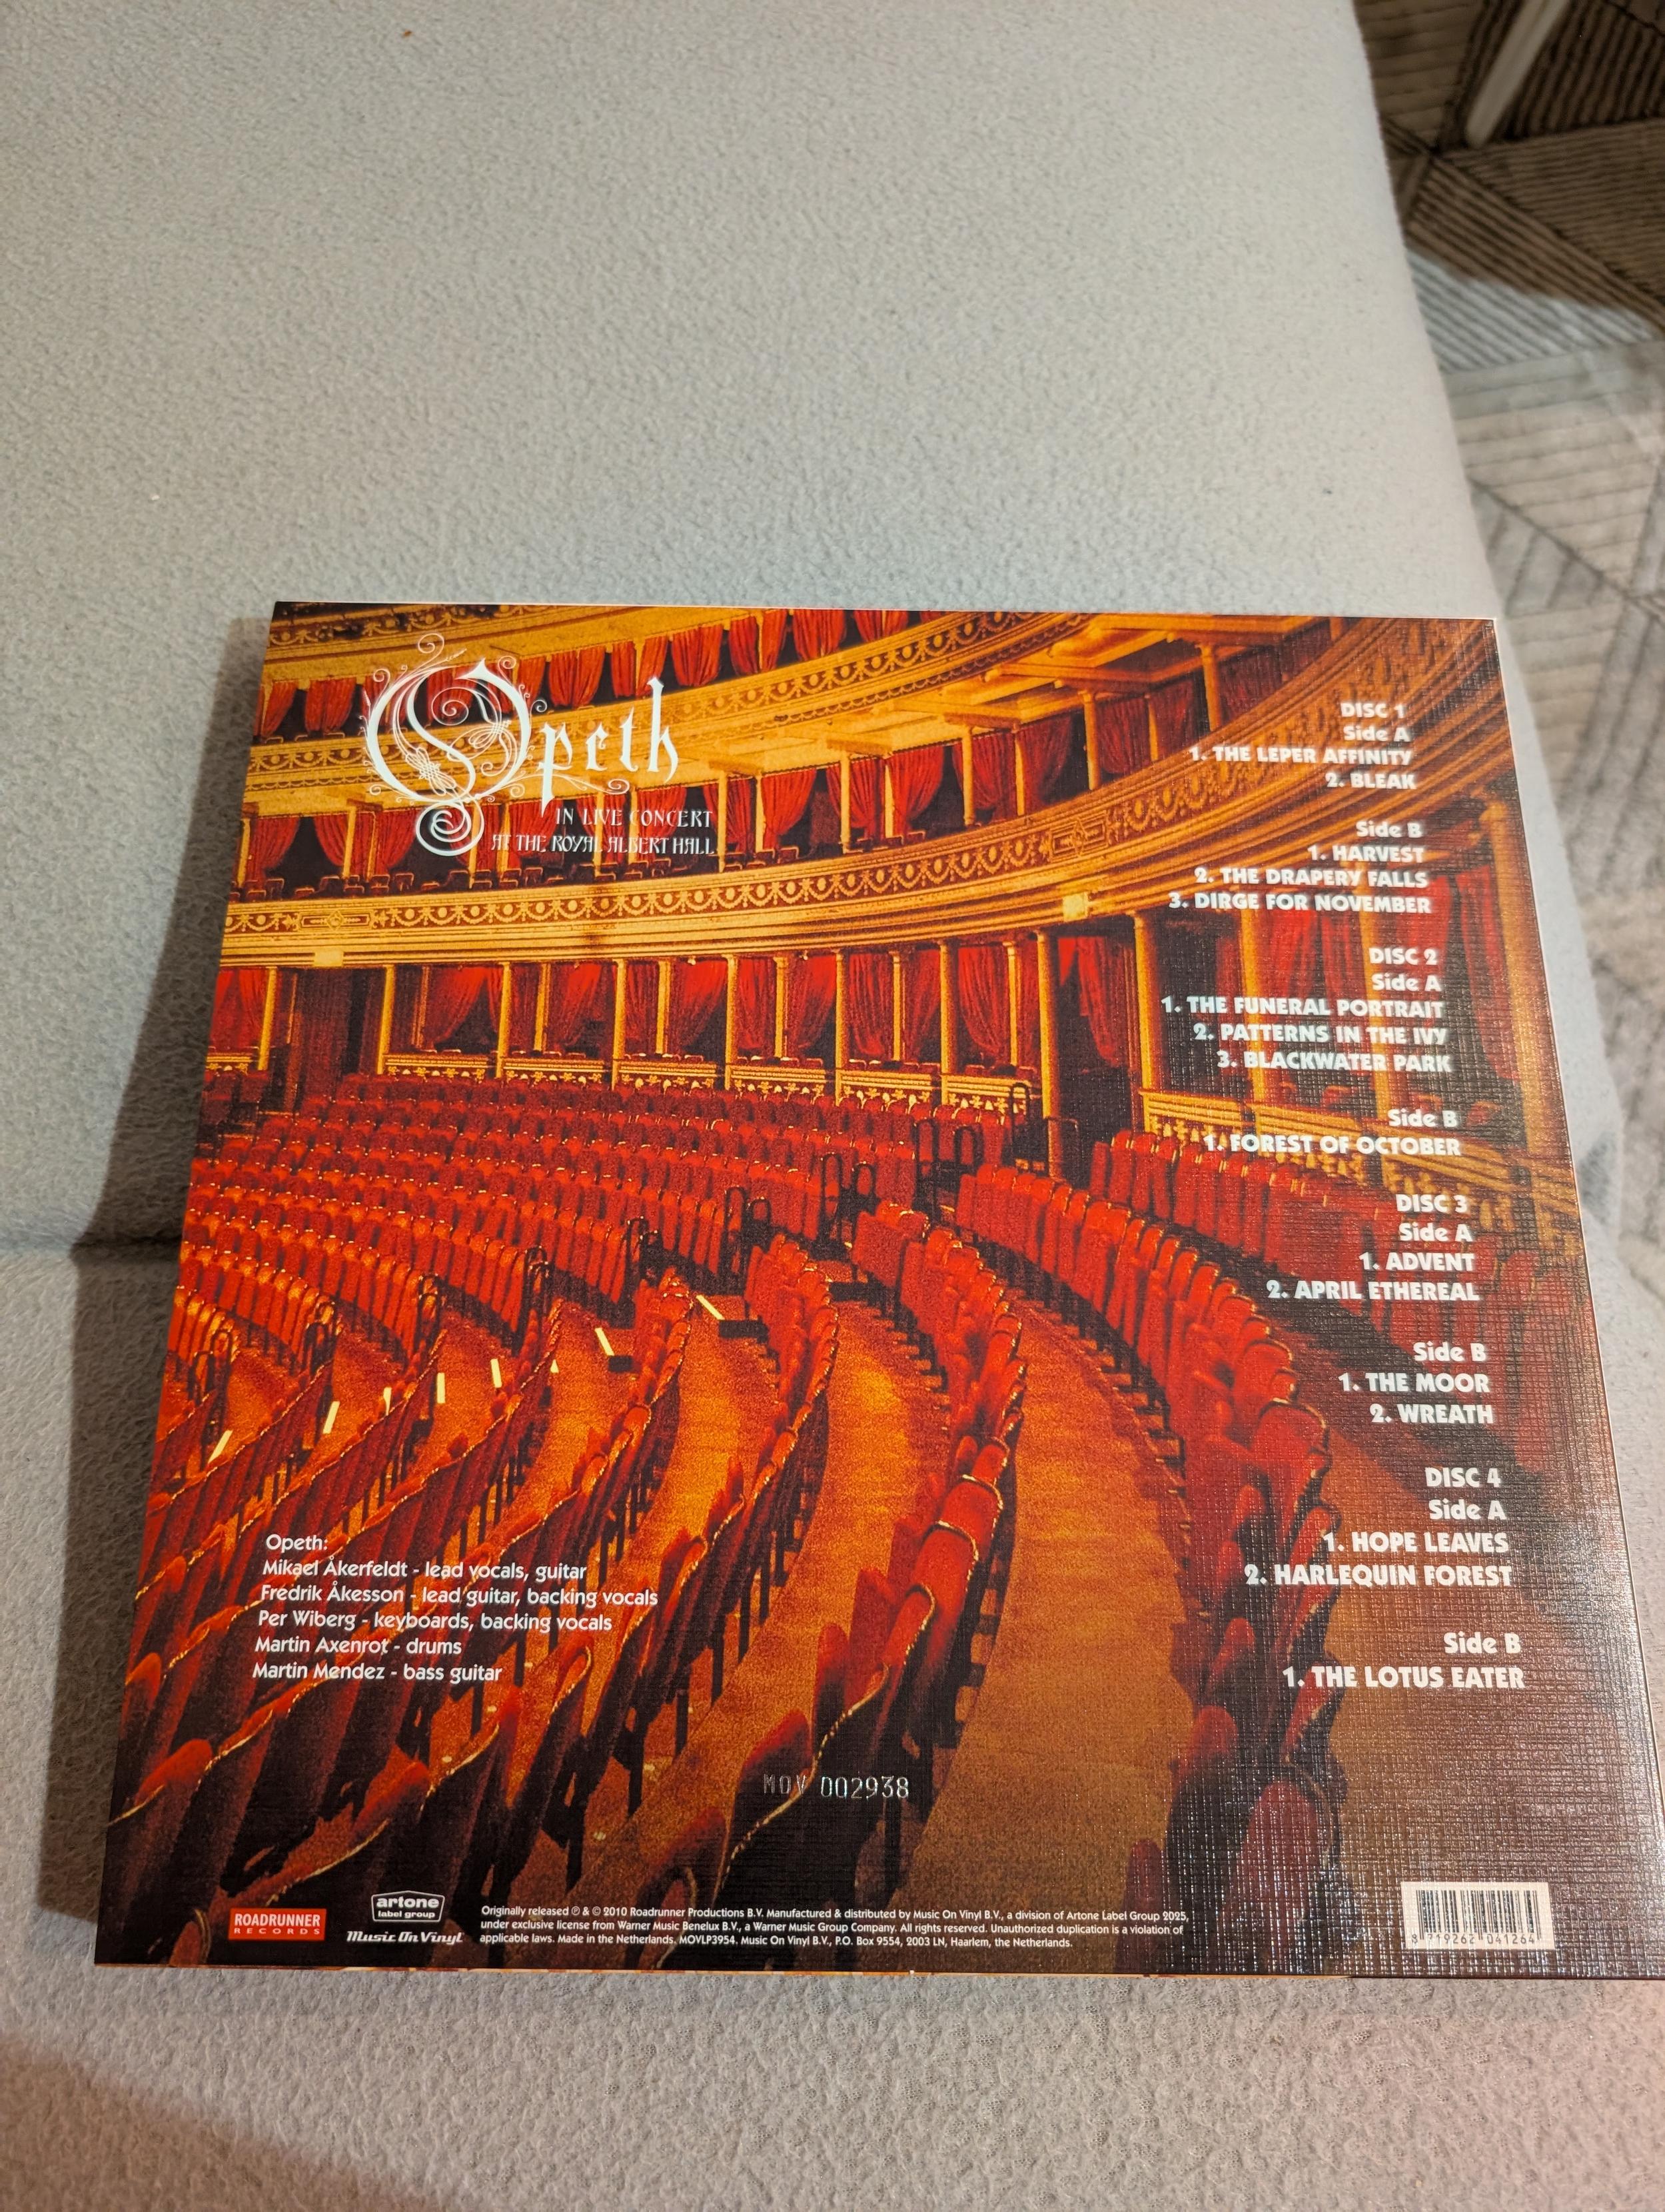 Opeth
IN LIVE CONCERT
AT THE ROYAL ALBERT HALL
DISC 1
Side A
1. THE LEPER AFFINITY
2. BLEAK
Side B
1. HARVEST
2. THE DRAPERY FALLS
3. DIRGE FOR NOVEMBER
DISC 2
Side A
1. THE FUNERAL PORTRAIT
2. PATTERNS IN THE IVY
3. BLACKWATER PARK
Side B
1. FOREST OF OCTOBER
DISC 3
Side A
1. ADVENT
2. APRIL ETHEREAL
Side B
1. THE MOOR
2. WREATH
DISC 4
Side A
1. HOPE LEAVES
2. HARLEQUIN FOREST
Side B
1. THE LOTUS EATER
Opeth:
Mikael Åkerfeldt - lead vocals, guitar
Fredrik Åkesson - lead guitar, backing vocals
Per Wiberg - keyboards, backing vocals
Martin Axenrot - drums
Martin Mendez - bass guitar
MOV 002938
ROADRUNNER
RECORDS
artone
label group
Music On Vinyl
Originally released ℗ & © 2010 Roadrunner Productions B.V. Manufactured & distributed by Music On Vinyl B.V., a division of Artone Label Group 2025,
under exclusive license from Warner Music Benelux B.V., a Warner Music Group Company. All rights reserved. Unauthorized duplication is a violation of
applicable laws. Made in the Netherlands. MOVLP3954. Music On Vinyl B.V., P.O. Box 9554, 2003 LN, Haarlem, the Netherlands.
8 719262 041264